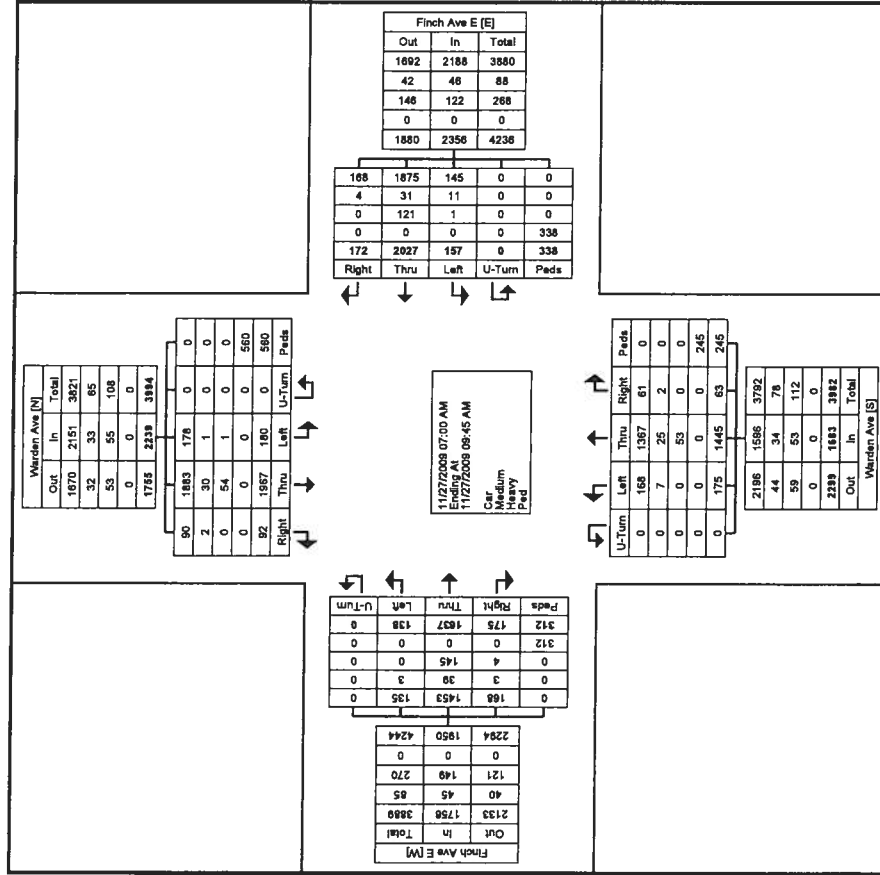 Finch Ave E [E]
Out In Total
1692 2188 3880
42 46 88
146 122 268
0 0 0
1880 2356 4236
168 1875 145 0 0
4 31 11 0 0
0 121 1 0 0
0 0 0 0 338
172 2027 157 0 338
Right Thru Left U-Turn Peds
Warden Ave [N]
Out In Total
1670 2151 3821
32 33 65
53 55 108
0 0 0
1755 2239 3994
90 1883 178 0 0
2 30 1 0 0
0 54 1 0 0
0 0 0 0 560
92 1967 180 0 560
Right Thru Left U-Turn Peds
11/27/2009 07:00 AM
Ending At
11/27/2009 09:45 AM
Car
Medium
Heavy
Ped
U-Turn Left Thru Right Peds
0 168 1367 61 0
0 7 25 2 0
0 0 53 0 0
0 0 0 0 245
0 175 1445 63 245
2196 1596 3792
44 34 78
59 53 112
0 0 0
2299 1683 3982
Out In Total
Warden Ave [S]
Finch Ave E [W]
Out In Total
2133 1756 3889
40 45 85
121 149 270
0 0 0
2294 1950 4244
0 168 1453 135 0
0 3 39 3 0
0 4 145 0 0
312 0 0 0 0
312 175 1637 138 0
Peds Right Thru Left U-Turn